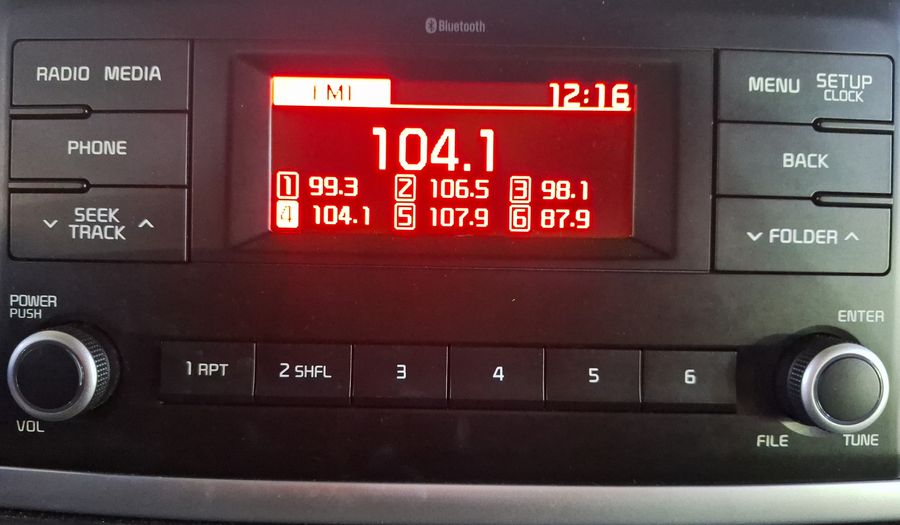 Bluetooth
RADIO MEDIA
PHONE
SEEK
TRACK
FM1 12:16
104.1
1 99.3 2 106.5 3 98.1
4 104.1 5 107.9 6 87.9
MENU SETUP
CLOCK
BACK
FOLDER
POWER
PUSH
VOL
1 RPT 2 SHFL 3 4 5 6
ENTER
FILE TUNE